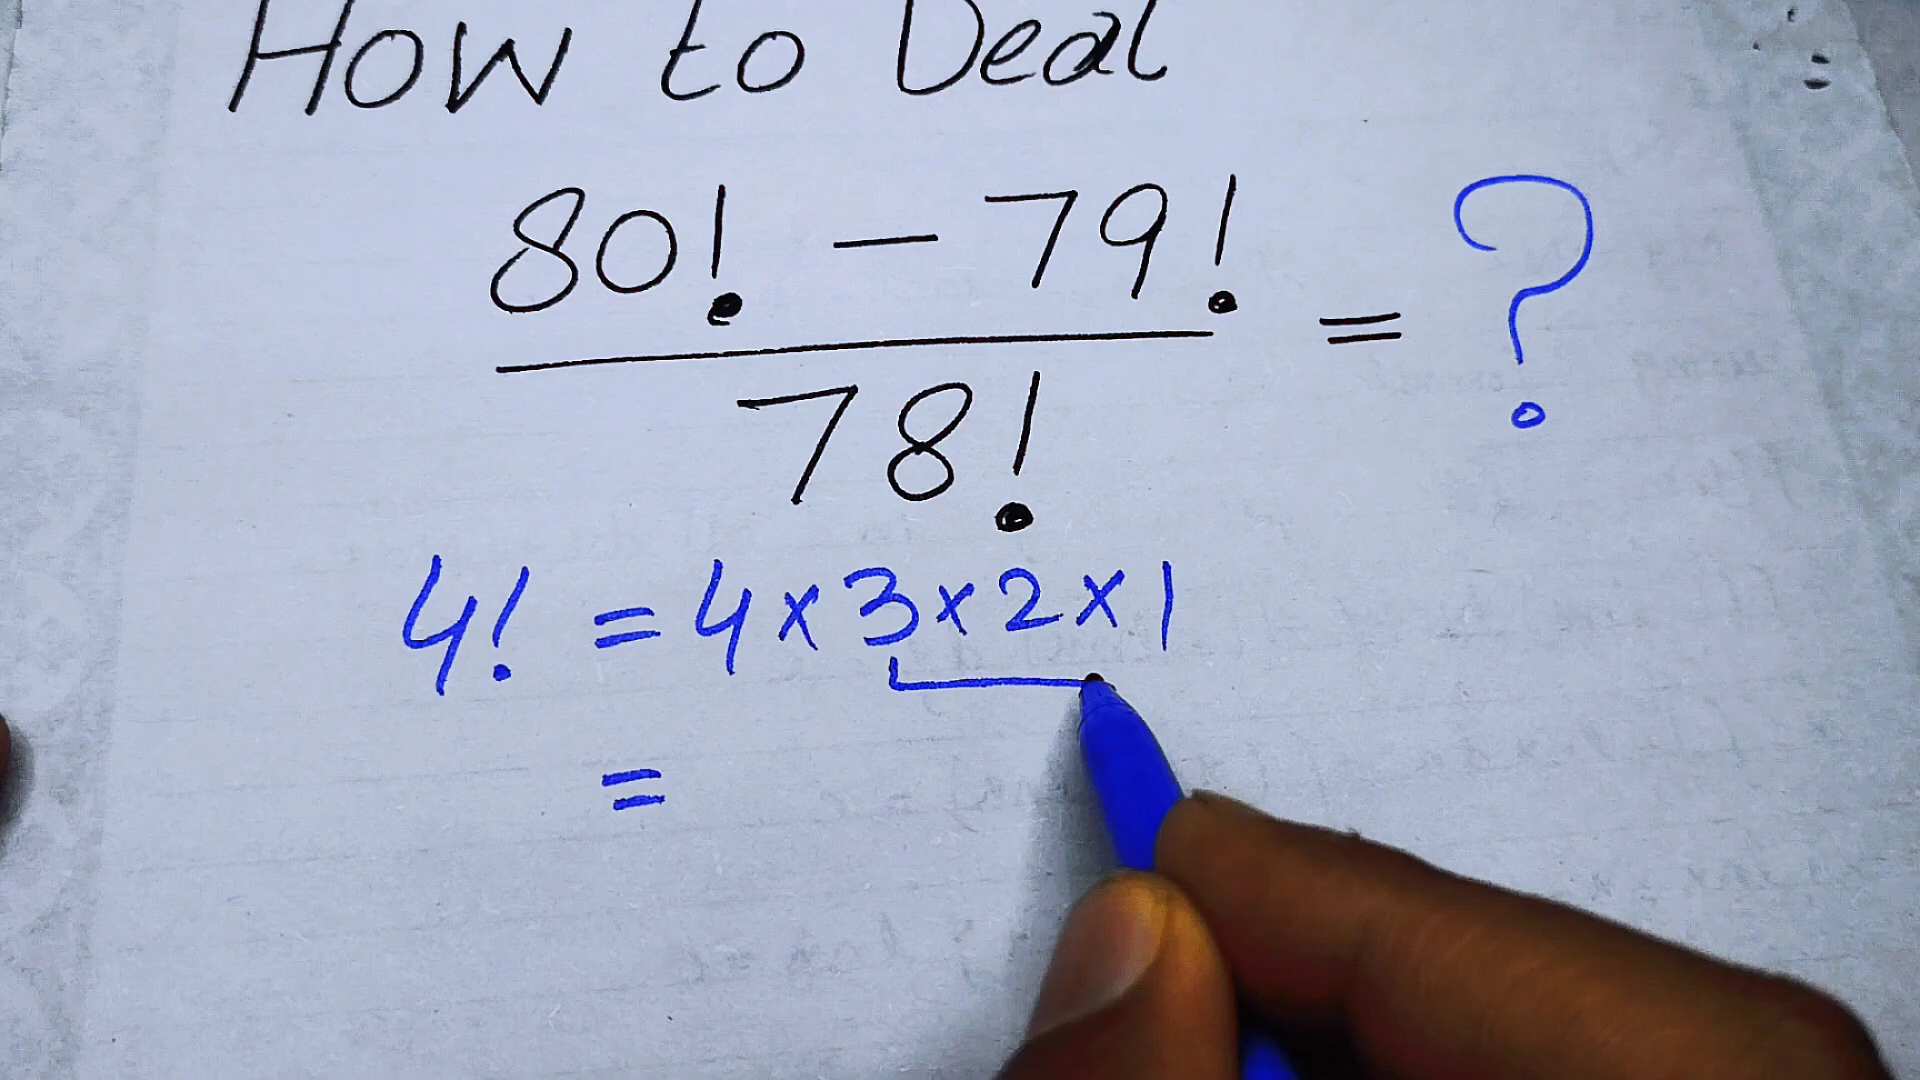 How to Deal
80! - 79!
78!
= ?
4! = 4 × 3 × 2 × 1
=